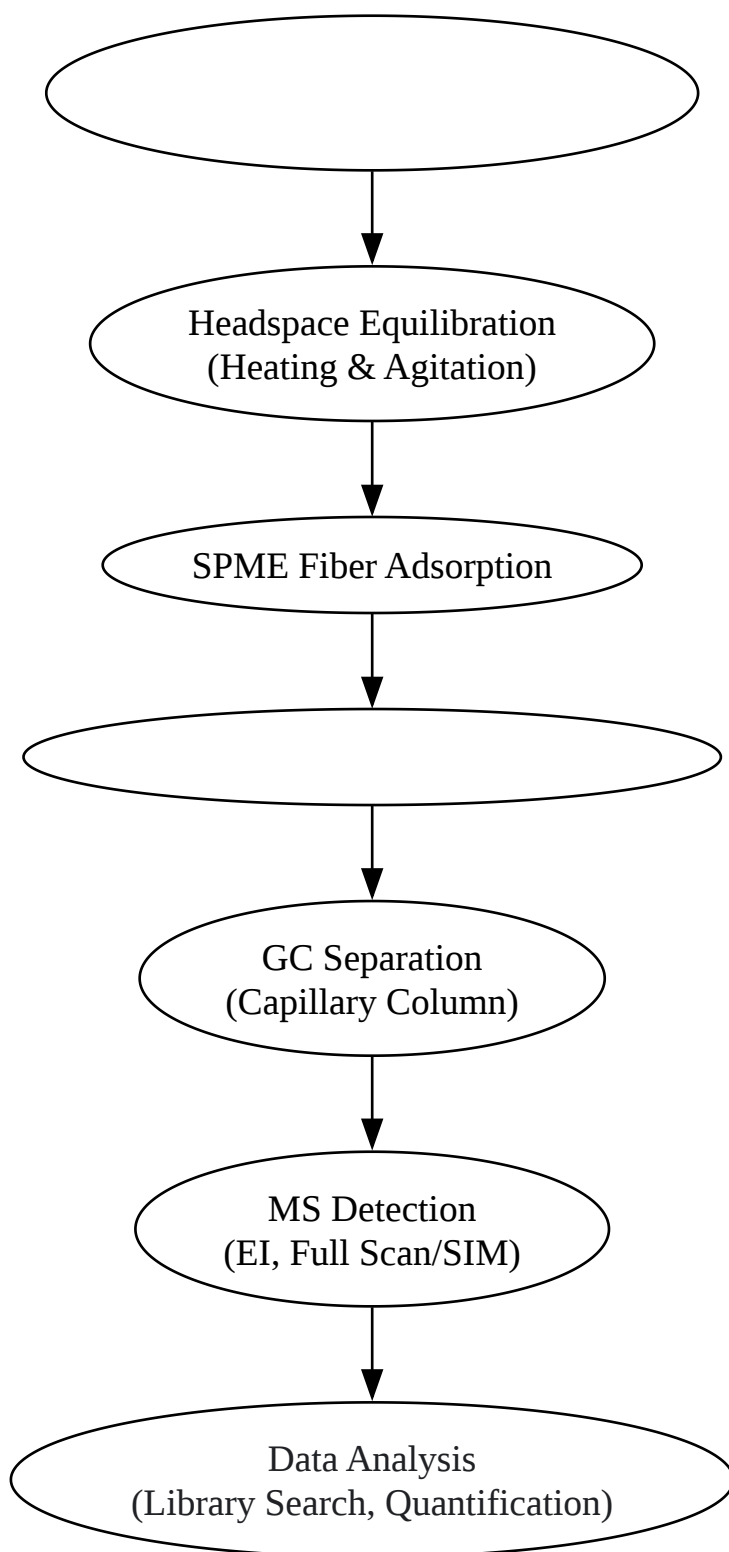 Headspace Equilibration
(Heating & Agitation)
SPME Fiber Adsorption
GC Separation
(Capillary Column)
MS Detection
(EI, Full Scan/SIM)
Data Analysis
(Library Search, Quantification)